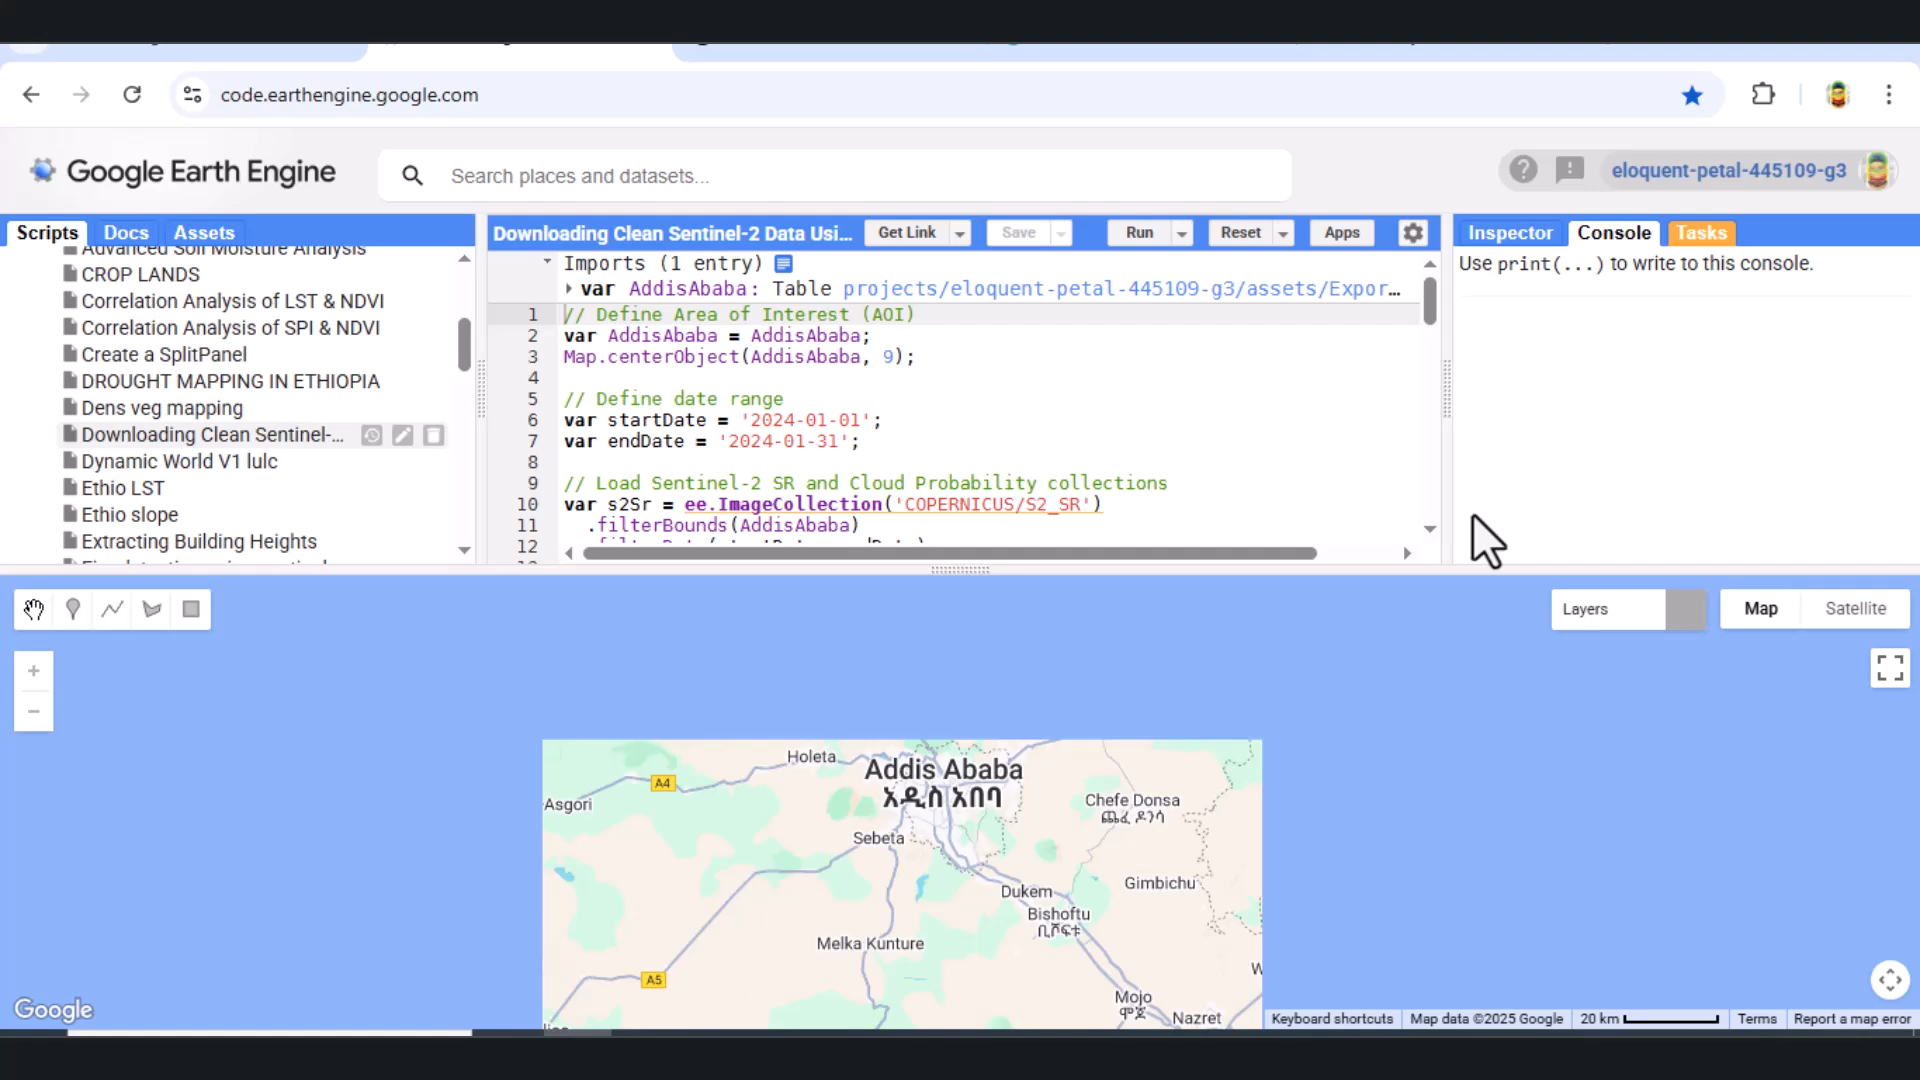 code.earthengine.google.com
Google Earth Engine
Search places and datasets...
eloquent-petal-445109-g3
Scripts Docs Assets
Advanced Soil Moisture Analysis
CROP LANDS
Correlation Analysis of LST & NDVI
Correlation Analysis of SPI & NDVI
Create a SplitPanel
DROUGHT MAPPING IN ETHIOPIA
Dens veg mapping
Downloading Clean Sentinel-...
Dynamic World V1 lulc
Ethio LST
Ethio slope
Extracting Building Heights
Downloading Clean Sentinel-2 Data Usi... Get Link Save Run Reset Apps
Imports (1 entry)
var AddisAbaba: Table projects/eloquent-petal-445109-g3/assets/Expor…
1 // Define Area of Interest (AOI)
2 var AddisAbaba = AddisAbaba;
3 Map.centerObject(AddisAbaba, 9);
4
5 // Define date range
6 var startDate = '2024-01-01';
7 var endDate = '2024-01-31';
8
9 // Load Sentinel-2 SR and Cloud Probability collections
10 var s2Sr = ee.ImageCollection('COPERNICUS/S2_SR')
11 .filterBounds(AddisAbaba)
12
Inspector Console Tasks
Use print(...) to write to this console.
Layers
Map Satellite
Holeta
Addis Ababa
አዲስ አበባ
A4
Asgori
Chefe Donsa
ጨፌ ዶንሳ
Sebeta
Dukem
Gimbichu
Bishoftu
ቢሾፍቱ
Melka Kunture
A5
Mojo
ሞጆ
Nazret
Google
Keyboard shortcuts Map data ©2025 Google 20 km Terms Report a map error